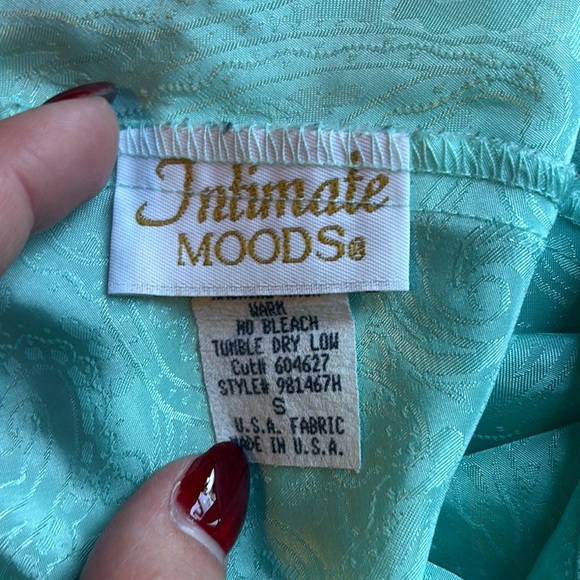 Intimate
MOODS®
WARM
NO BLEACH
TUMBLE DRY LOW
Cut# 604627
STYLE# 981467H
S
U.S.A. FABRIC
MADE IN U.S.A.